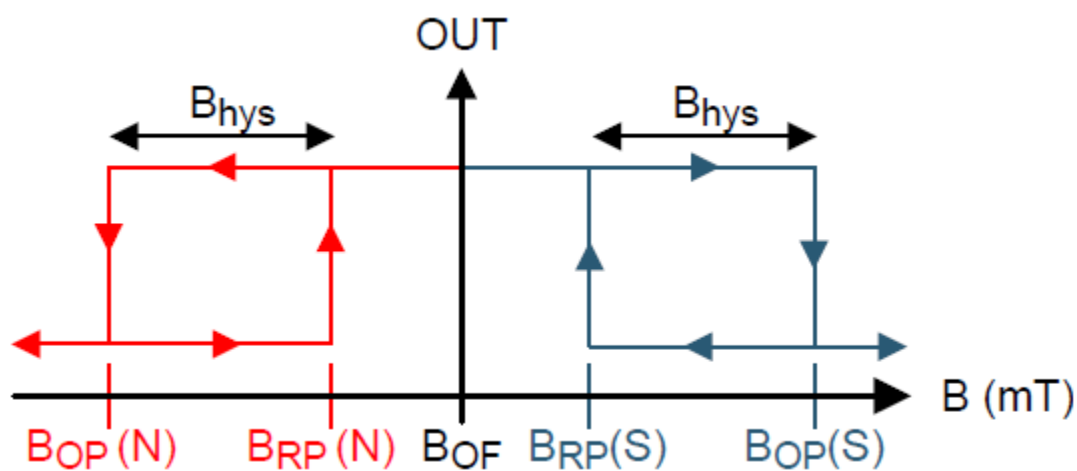 OUT
Bhys
Bhys
B (mT)
BOP (N)
BRP (N)
BOF
BRP(S)
BOP(S)